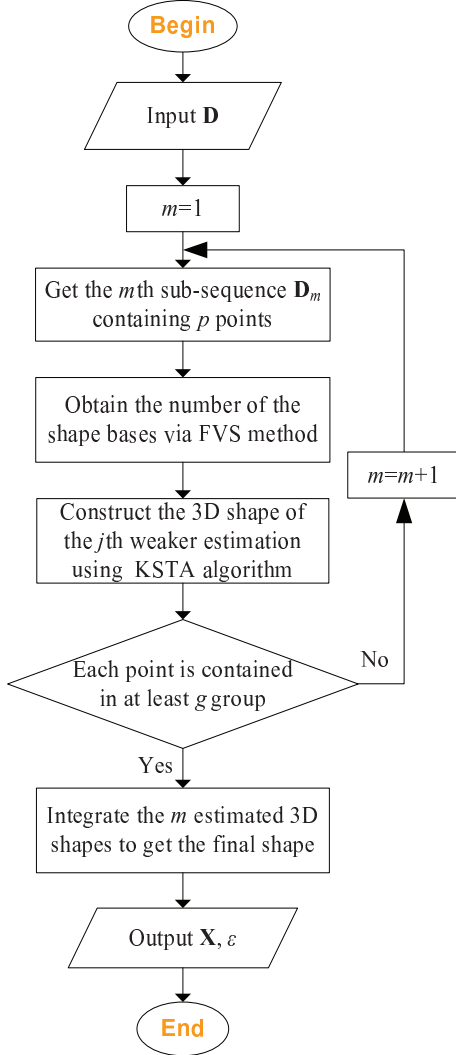 Begin
Input D
m=1
Get the mth sub-sequence Dm
containing p points
Obtain the number of the
shape bases via FVS method
m=m+1
Construct the 3D shape of
the jth weaker estimation
using KSTA algorithm
Each point is contained
in at least g group
No
Yes
Integrate the m estimated 3D
shapes to get the final shape
Output X, ε
End